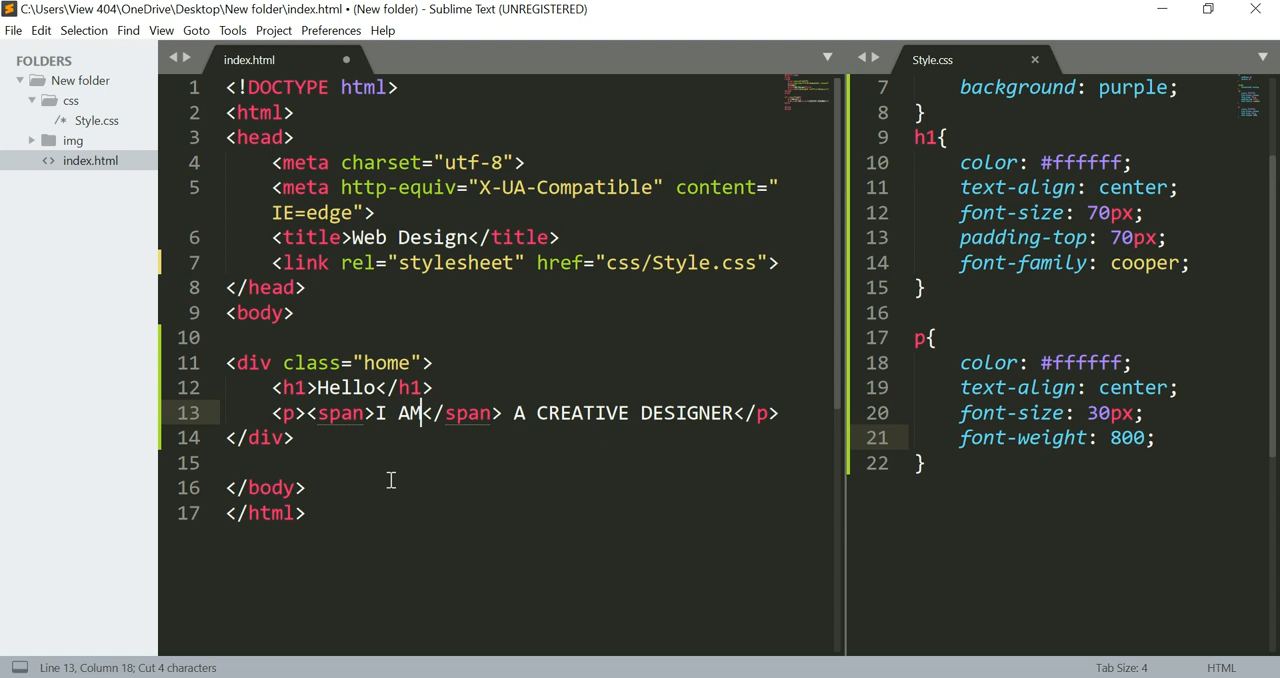 C:\Users\View 404\OneDrive\Desktop\New folder\index.html • (New folder) - Sublime Text (UNREGISTERED)
File Edit Selection Find View Goto Tools Project Preferences Help
FOLDERS
New folder
css
/* Style.css
img
<> index.html
index.html
1 <!DOCTYPE html>
2 <html>
3 <head>
4 <meta charset="utf-8">
5 <meta http-equiv="X-UA-Compatible" content="
IE=edge">
6 <title>Web Design</title>
7 <link rel="stylesheet" href="css/Style.css">
8 </head>
9 <body>
10
11 <div class="home">
12 <h1>Hello</h1>
13 <p><span>I AM</span> A CREATIVE DESIGNER</p>
14 </div>
15
16 </body>
17 </html>
Style.css
7 background: purple;
8 }
9 h1{
10 color: #ffffff;
11 text-align: center;
12 font-size: 70px;
13 padding-top: 70px;
14 font-family: cooper;
15 }
16
17 p{
18 color: #ffffff;
19 text-align: center;
20 font-size: 30px;
21 font-weight: 800;
22 }
Line 13, Column 18; Cut 4 characters
Tab Size: 4
HTML